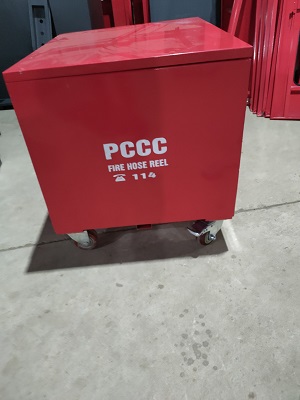 PCCC
FIRE HOSE REEL
☎ 114